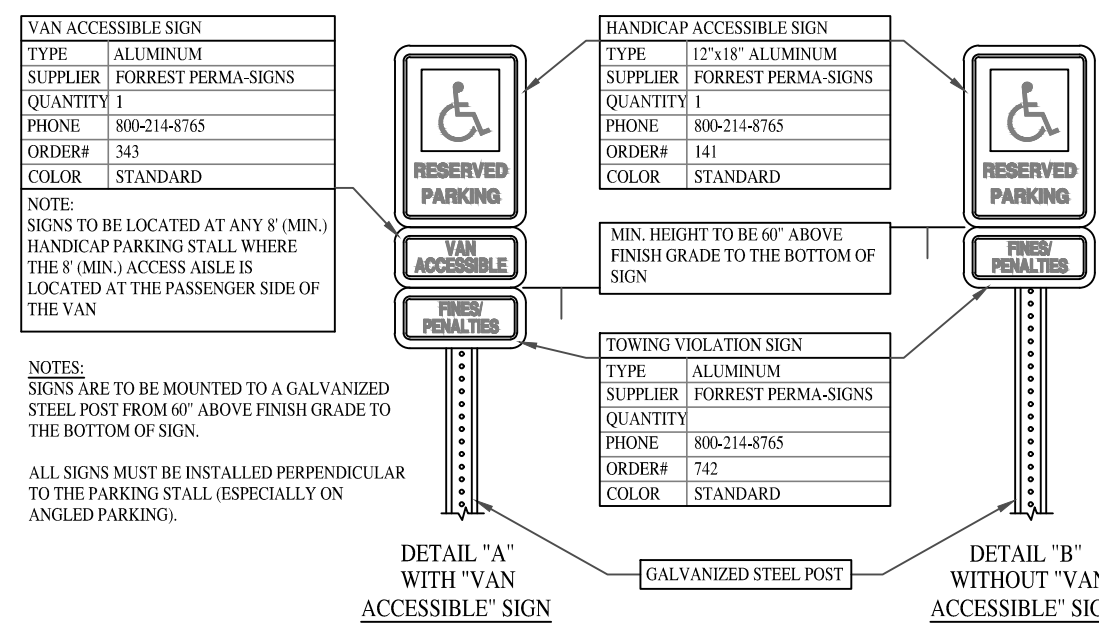 VAN ACCESSIBLE SIGN
TYPE ALUMINUM
SUPPLIER FORREST PERMA-SIGNS
QUANTITY 1
PHONE 800-214-8765
ORDER# 343
COLOR STANDARD
NOTE:
SIGNS TO BE LOCATED AT ANY 8' (MIN.)
HANDICAP PARKING STALL WHERE
THE 8' (MIN.) ACCESS AISLE IS
LOCATED AT THE PASSENGER SIDE OF
THE VAN
NOTES:
SIGNS ARE TO BE MOUNTED TO A GALVANIZED
STEEL POST FROM 60" ABOVE FINISH GRADE TO
THE BOTTOM OF SIGN.
ALL SIGNS MUST BE INSTALLED PERPENDICULAR
TO THE PARKING STALL (ESPECIALLY ON
ANGLED PARKING).
RESERVED
PARKING
VAN
ACCESSIBLE
FINES/
PENALTIES
DETAIL "A"
WITH "VAN
ACCESSIBLE" SIGN
HANDICAP ACCESSIBLE SIGN
TYPE 12"x18" ALUMINUM
SUPPLIER FORREST PERMA-SIGNS
QUANTITY 1
PHONE 800-214-8765
ORDER# 141
COLOR STANDARD
MIN. HEIGHT TO BE 60" ABOVE
FINISH GRADE TO THE BOTTOM OF
SIGN
TOWING VIOLATION SIGN
TYPE ALUMINUM
SUPPLIER FORREST PERMA-SIGNS
QUANTITY
PHONE 800-214-8765
ORDER# 742
COLOR STANDARD
GALVANIZED STEEL POST
RESERVED
PARKING
FINES/
PENALTIES
DETAIL "B"
WITHOUT "VAN
ACCESSIBLE" SIG